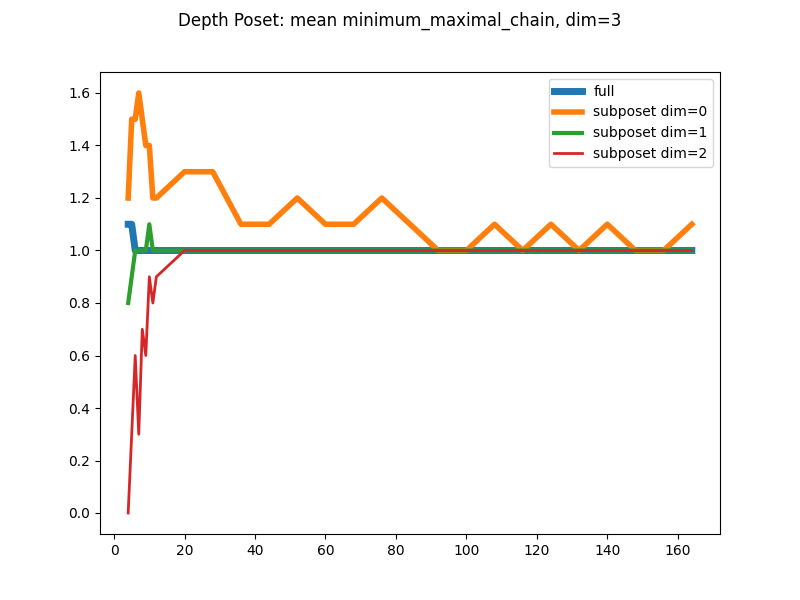 Depth Poset: mean minimum_maximal_chain, dim=3
full
subposet dim=0
subposet dim=1
subposet dim=2
1.6
1.4
1.2
1.0
0.8
0.6
0.4
0.2
0.0
0 20 40 60 80 100 120 140 160